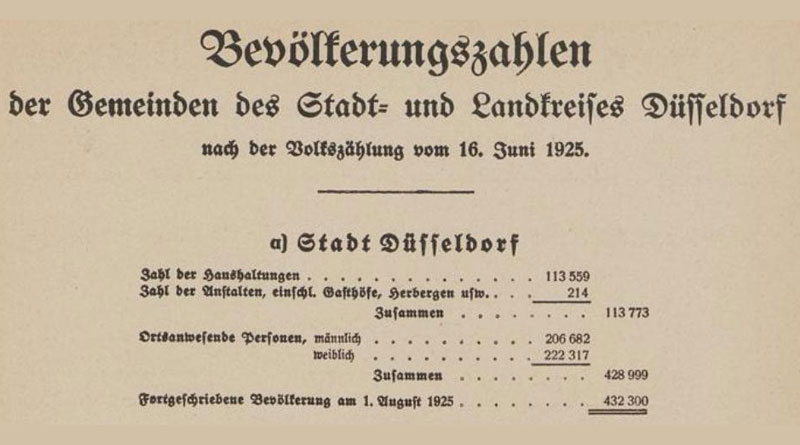 Bevölkerungszahlen
der Gemeinden des Stadt- und Landkreises Düsseldorf
nach der Volkszählung vom 16. Juni 1925.
a) Stadt Düsseldorf
Zahl der Haushaltungen . . . . . . . . . . . . . 113 559
Zahl der Anstalten, einschl. Gasthöfe, Herbergen usw. . . . 214
Zusammen . . . . . . . . 113 773
Ortsanwesende Personen, männlich . . . . . . . . . . 206 682
weiblich . . . . . . . . . . 222 317
Zusammen . . . . . . . . 428 999
Fortgeschriebene Bevölkerung am 1. August 1925 . . . . . . . . 432 300